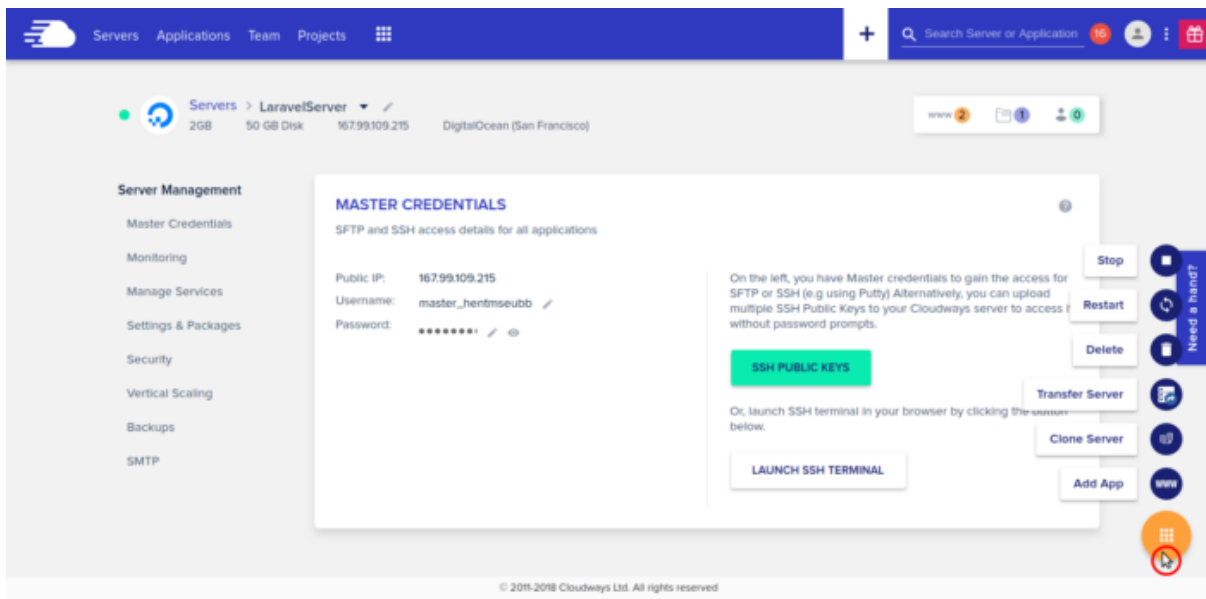 Servers Applications Team Projects
Search Server or Application 16
Servers > LaravelServer
2GB 50 GB Disk 167.99.109.215 DigitalOcean (San Francisco)
www 2 1 0
Server Management
Master Credentials
Monitoring
Manage Services
Settings & Packages
Security
Vertical Scaling
Backups
SMTP
MASTER CREDENTIALS
SFTP and SSH access details for all applications
Public IP: 167.99.109.215
Username: master_hentmseubb
Password:
On the left, you have Master credentials to gain the access for
SFTP or SSH (e.g using Putty) Alternatively, you can upload
multiple SSH Public Keys to your Cloudways server to access
without password prompts.
SSH PUBLIC KEYS
Or, launch SSH terminal in your browser by clicking the button
below.
LAUNCH SSH TERMINAL
Stop
Restart
Delete
Transfer Server
Clone Server
Add App
www
Need a hand?
© 2011-2018 Cloudways Ltd. All rights reserved